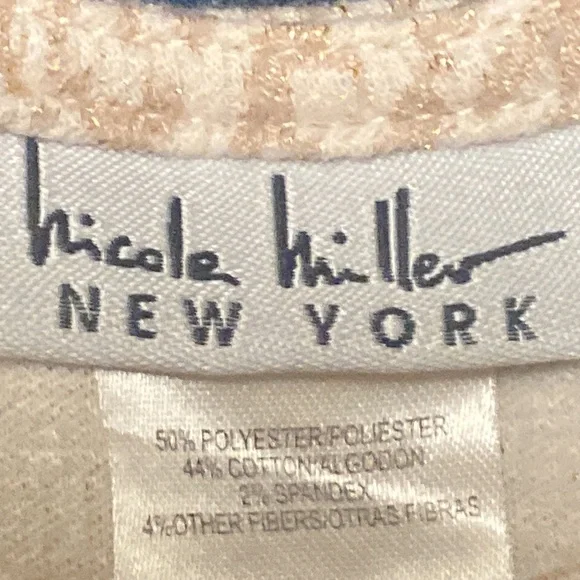 nicole miller
NEW YORK
50% POLYESTER/POLIESTER
44% COTTON/ALGODON
2% SPANDEX
4%OTHER FIBERS/OTRAS FIBRAS